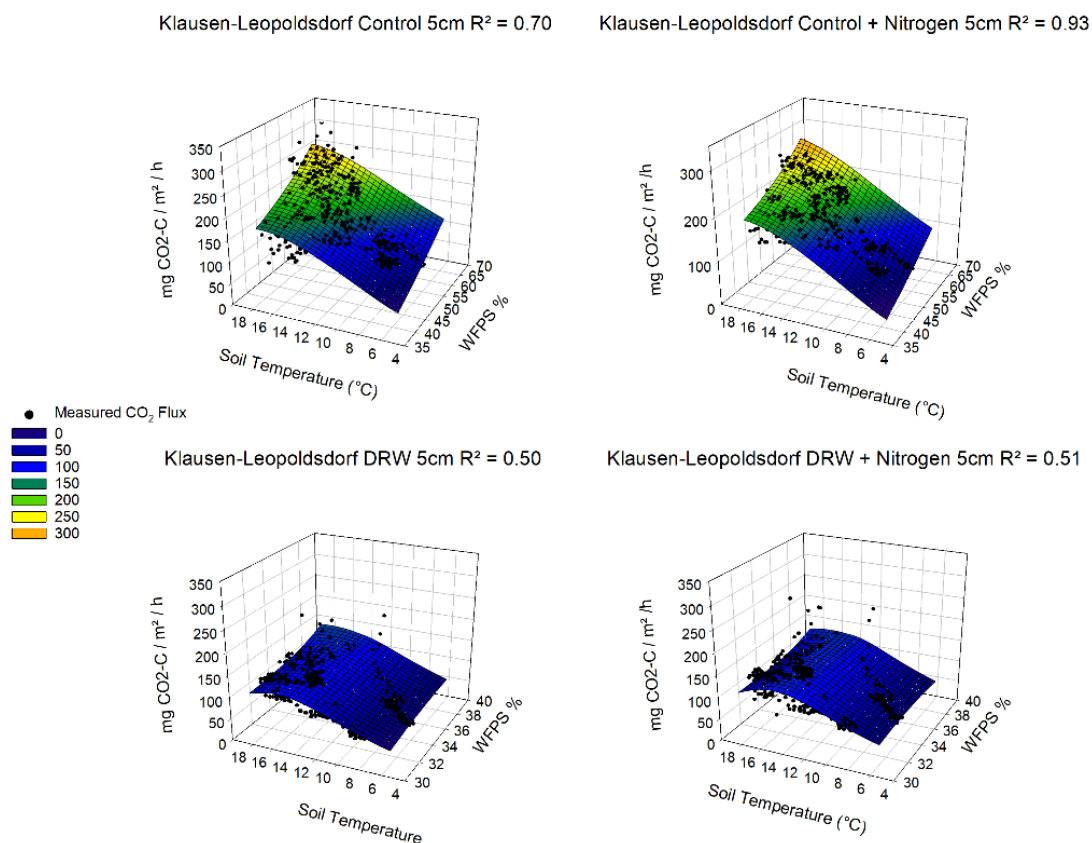 Klausen-Leopoldsdorf Control 5cm R² = 0.70
Klausen-Leopoldsdorf Control + Nitrogen 5cm R² = 0.93
mg CO2-C / m² / h
350
300
250
200
150
100
50
0
18 16 14 12 10 8 6 4
Soil Temperature (°C)
35 40 45 50 55 60 65 70
WFPS %
mg CO2-C / m² /h
300
200
100
0
18 16 14 12 10 8 6 4
Soil Temperature (°C)
35 40 45 50 55 60 65 70
WFPS %
Measured CO₂ Flux
0
50
100
150
200
250
300
Klausen-Leopoldsdorf DRW 5cm R² = 0.50
Klausen-Leopoldsdorf DRW + Nitrogen 5cm R² = 0.51
mg CO2-C / m² / h
350
300
250
200
150
100
50
0
18 16 14 12 10 8 6 4
Soil Temperature
30 32 34 36 38 40
WFPS %
mg CO2-C / m² /h
350
300
250
200
150
100
50
0
18 16 14 12 10 8 6 4
Soil Temperature (°C)
30 32 34 36 38 40
WFPS %